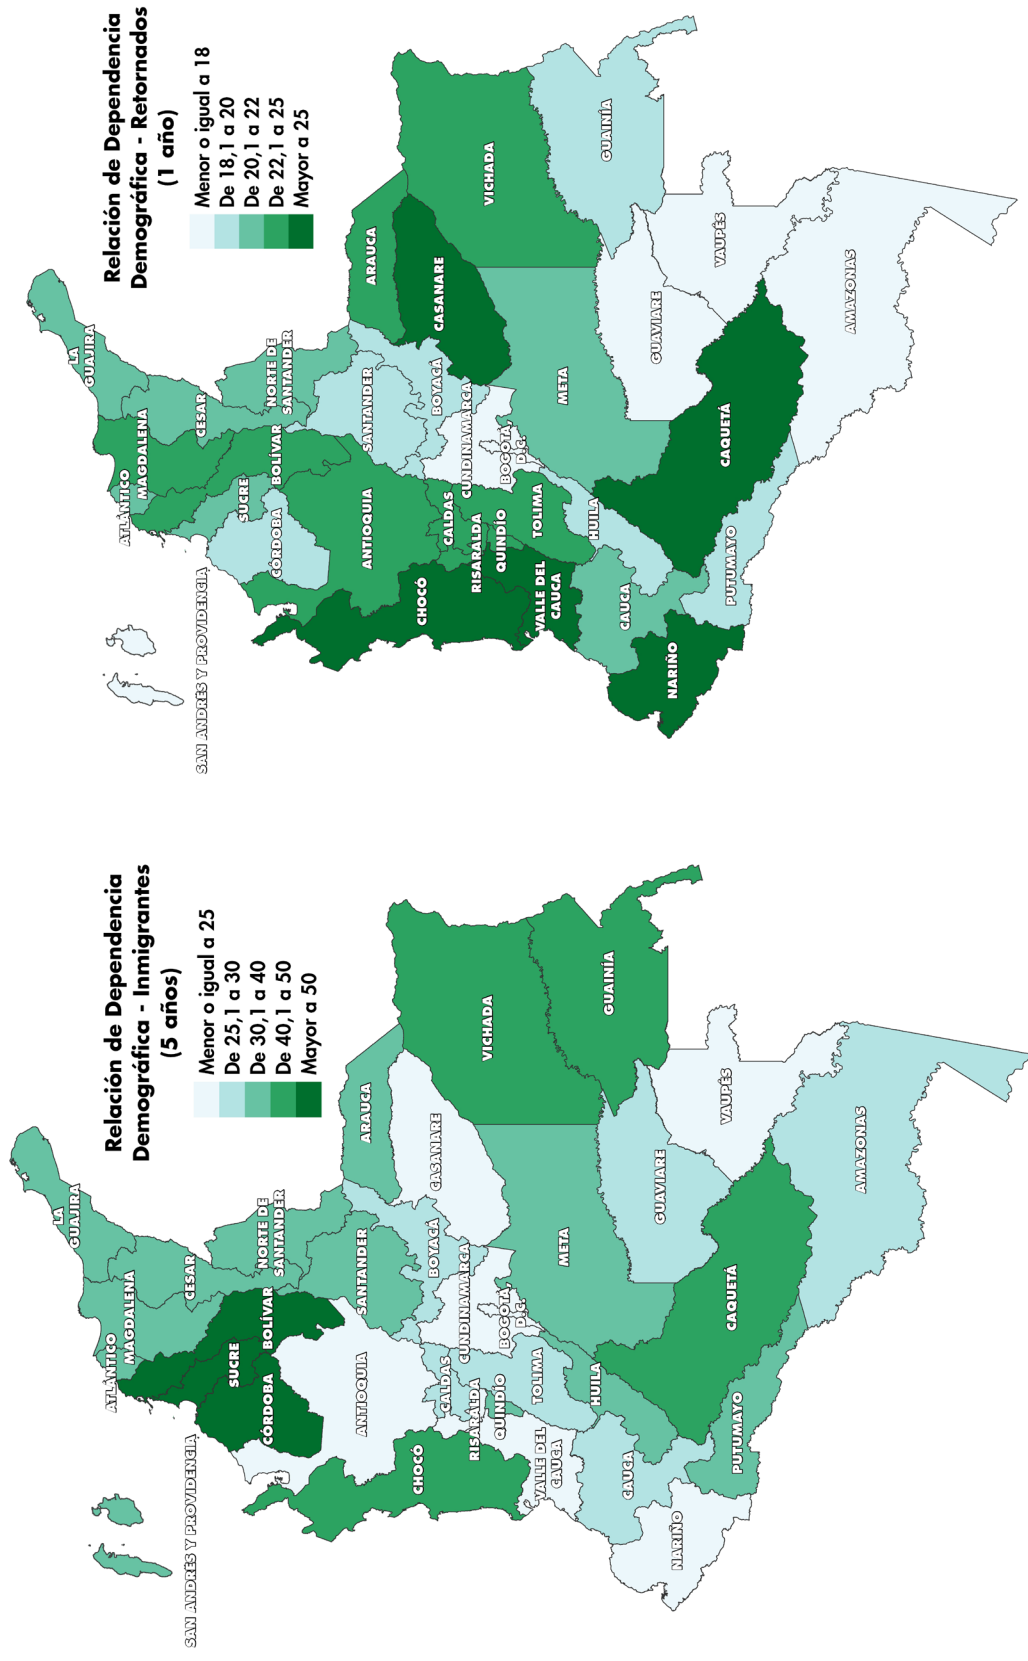 Relación de Dependencia
Demográfica - Inmigrantes
(5 años)
Menor o igual a 25
De 25,1 a 30
De 30,1 a 40
De 40,1 a 50
Mayor a 50
SAN ANDRÉS Y PROVIDENCIA
LA
GUAJIRA
ATLÁNTICO
MAGDALENA
CESAR
SUCRE
BOLÍVAR
NORTE DE
SANTANDER
CÓRDOBA
ANTIOQUIA
SANTANDER
ARAUCA
CHOCÓ
CALDAS
BOYACÁ
CASANARE
RISARALDA
CUNDINAMARCA
QUINDÍO
BOGOTÁ,
D.C.
VICHADA
VALLE DEL
CAUCA
TOLIMA
META
HUILA
GUAINÍA
CAUCA
GUAVIARE
NARIÑO
CAQUETÁ
VAUPÉS
PUTUMAYO
AMAZONAS
Relación de Dependencia
Demográfica - Retornados
(1 año)
Menor o igual a 18
De 18,1 a 20
De 20,1 a 22
De 22,1 a 25
Mayor a 25
SAN ANDRÉS Y PROVIDENCIA
LA
GUAJIRA
ATLÁNTICO
MAGDALENA
CESAR
SUCRE
BOLÍVAR
NORTE DE
SANTANDER
CÓRDOBA
ANTIOQUIA
SANTANDER
ARAUCA
CHOCÓ
CALDAS
BOYACÁ
CASANARE
RISARALDA
CUNDINAMARCA
QUINDÍO
BOGOTÁ,
D.C.
VICHADA
VALLE DEL
CAUCA
TOLIMA
META
HUILA
GUAINÍA
CAUCA
GUAVIARE
NARIÑO
CAQUETÁ
VAUPÉS
PUTUMAYO
AMAZONAS